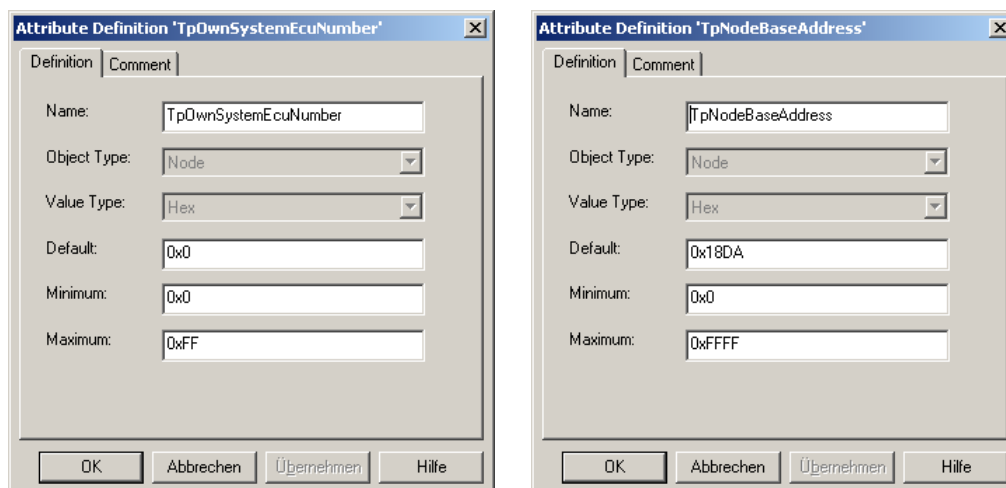 Attribute Definition 'TpOwnSystemEcuNumber'
Definition Comment
Name: TpOwnSystemEcuNumber
Object Type: Node
Value Type: Hex
Default: 0x0
Minimum: 0x0
Maximum: 0xFF
OK Abbrechen Übernehmen Hilfe
Attribute Definition 'TpNodeBaseAddress'
Definition Comment
Name: TpNodeBaseAddress
Object Type: Node
Value Type: Hex
Default: 0x18DA
Minimum: 0x0
Maximum: 0xFFFF
OK Abbrechen Übernehmen Hilfe